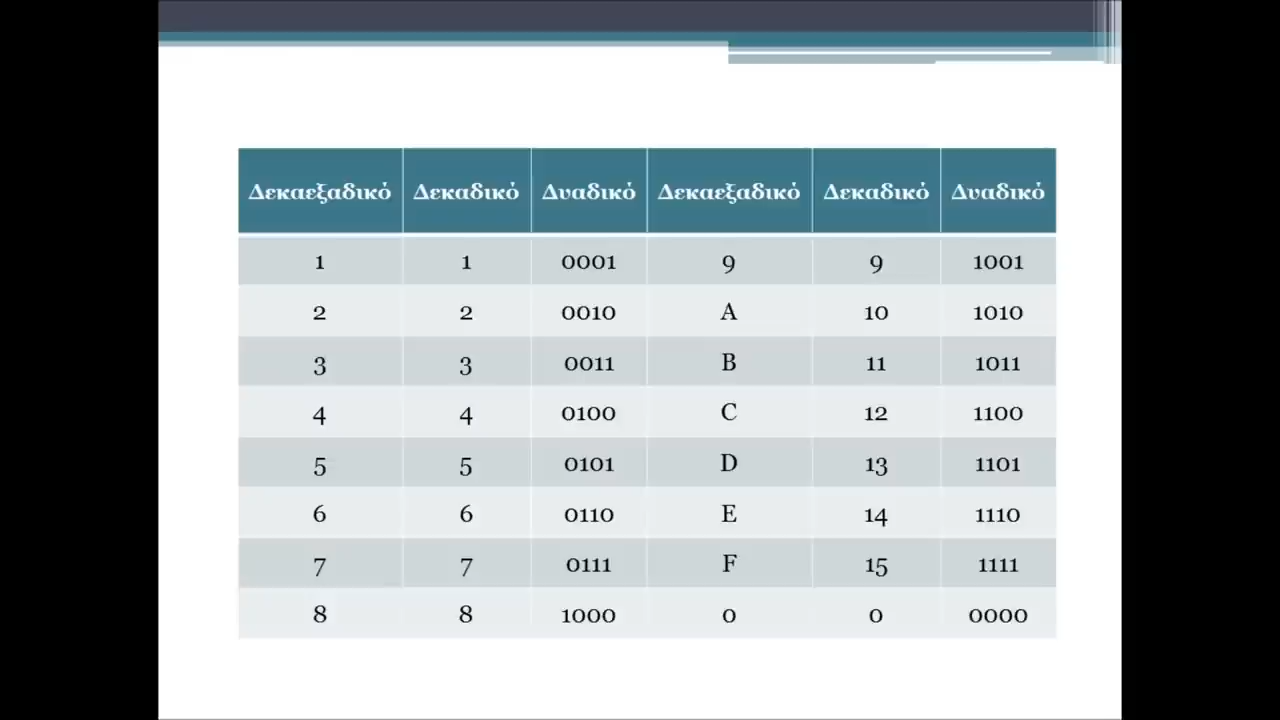 Δεκαεξαδικό Δεκαδικό Δυαδικό Δεκαεξαδικό Δεκαδικό Δυαδικό
1 1 0001 9 9 1001
2 2 0010 A 10 1010
3 3 0011 B 11 1011
4 4 0100 C 12 1100
5 5 0101 D 13 1101
6 6 0110 E 14 1110
7 7 0111 F 15 1111
8 8 1000 0 0 0000